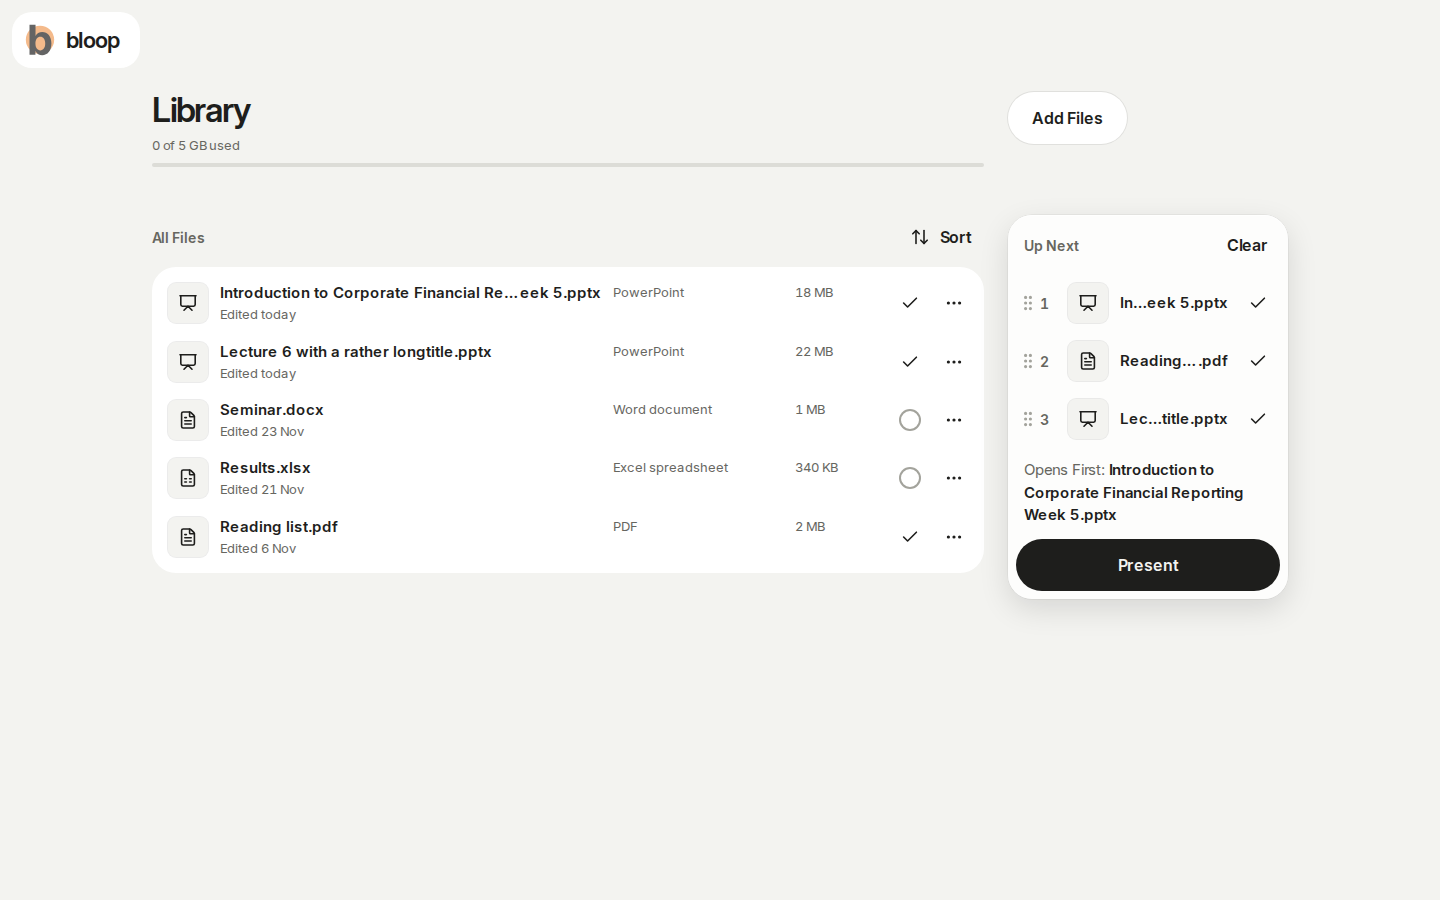 b bloop
Library
0 of 5 GB used
Add Files
All Files
Sort
Introduction to Corporate Financial Re…eek 5.pptx
PowerPoint
18 MB
Edited today
Lecture 6 with a rather longtitle.pptx
PowerPoint
22 MB
Edited today
Seminar.docx
Word document
1 MB
Edited 23 Nov
Results.xlsx
Excel spreadsheet
340 KB
Edited 21 Nov
Reading list.pdf
PDF
2 MB
Edited 6 Nov
Up Next
Clear
1 In…eek 5.pptx
2 Reading….pdf
3 Lec…title.pptx
Opens First: Introduction to
Corporate Financial Reporting
Week 5.pptx
Present